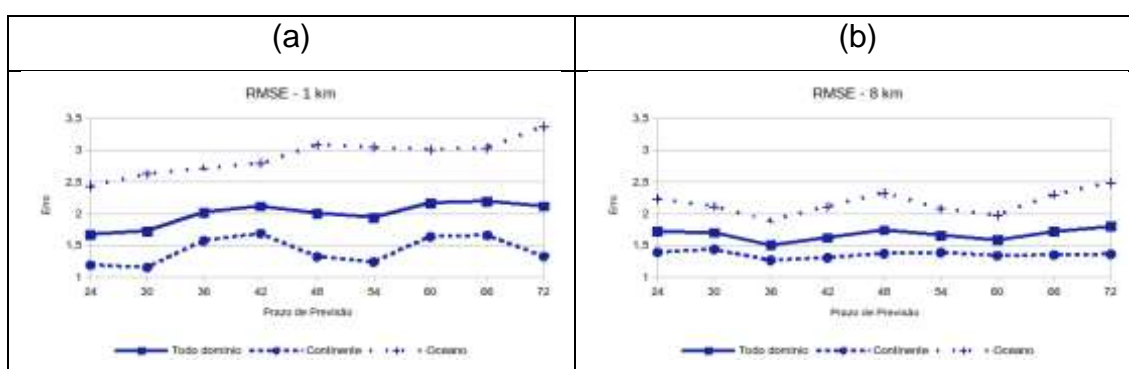 (a)
(b)
RMSE - 1 km
3.5
3
2.5
2
1.5
1
Erro
24 30 36 42 48 54 60 66 72
Prazo de Previsão
Todo domínio Continente Oceano
RMSE - 8 km
3.5
3
2.5
2
1.5
1
Erro
24 30 36 42 48 54 60 66 72
Prazo de Previsão
Todo domínio Continente Oceano